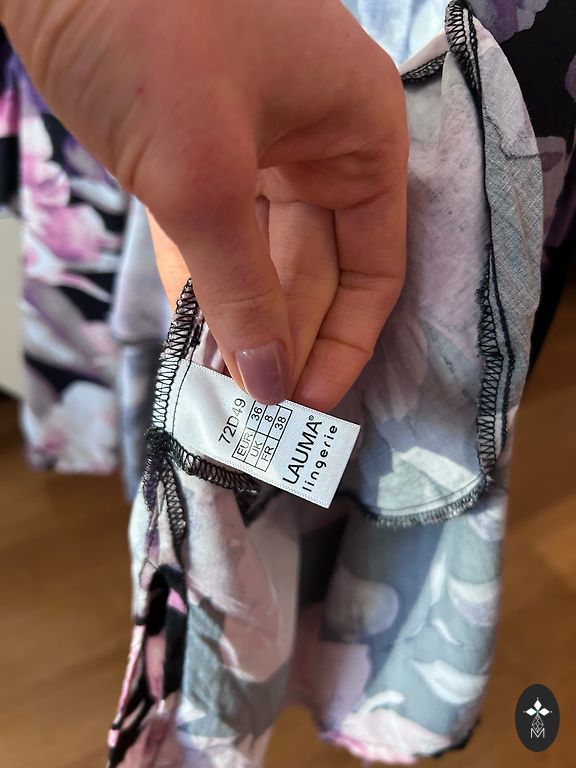 72D49
EUR 36
UK 8
FR 38
LAUMA®
lingerie
M